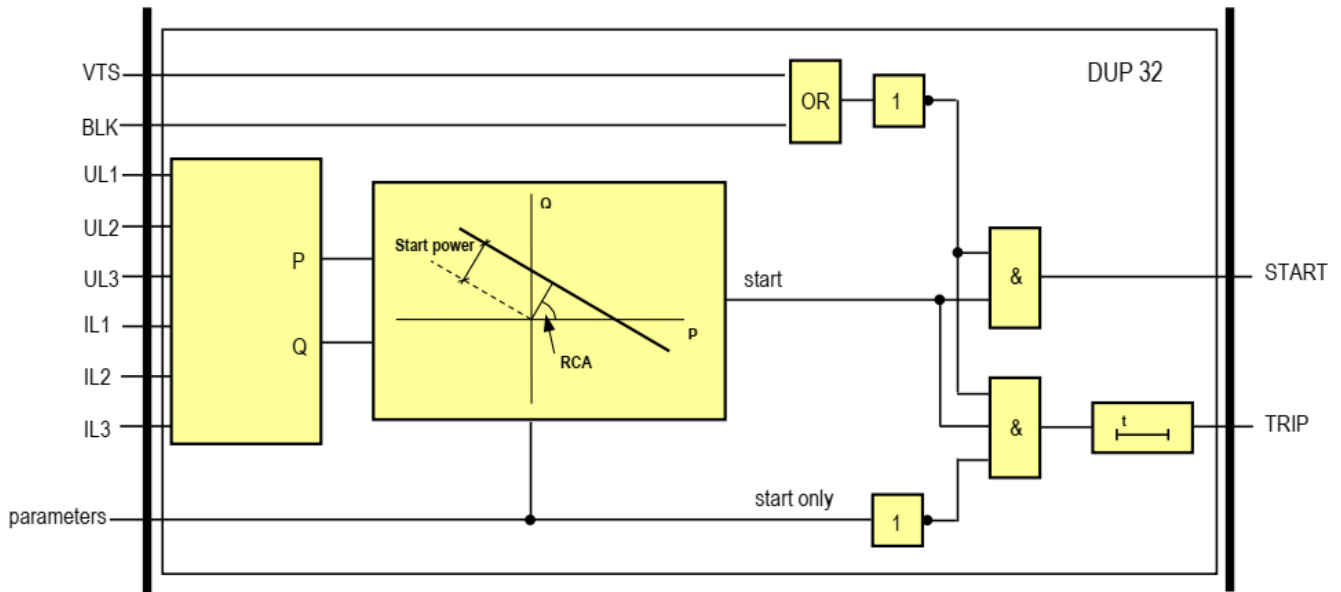 VTS
DUP 32
OR
1
BLK
UL1
UL2
UL3
IL1
IL2
IL3
P
Q
Q
Start power
P
RCA
start
&
START
&
t
TRIP
parameters
start only
1